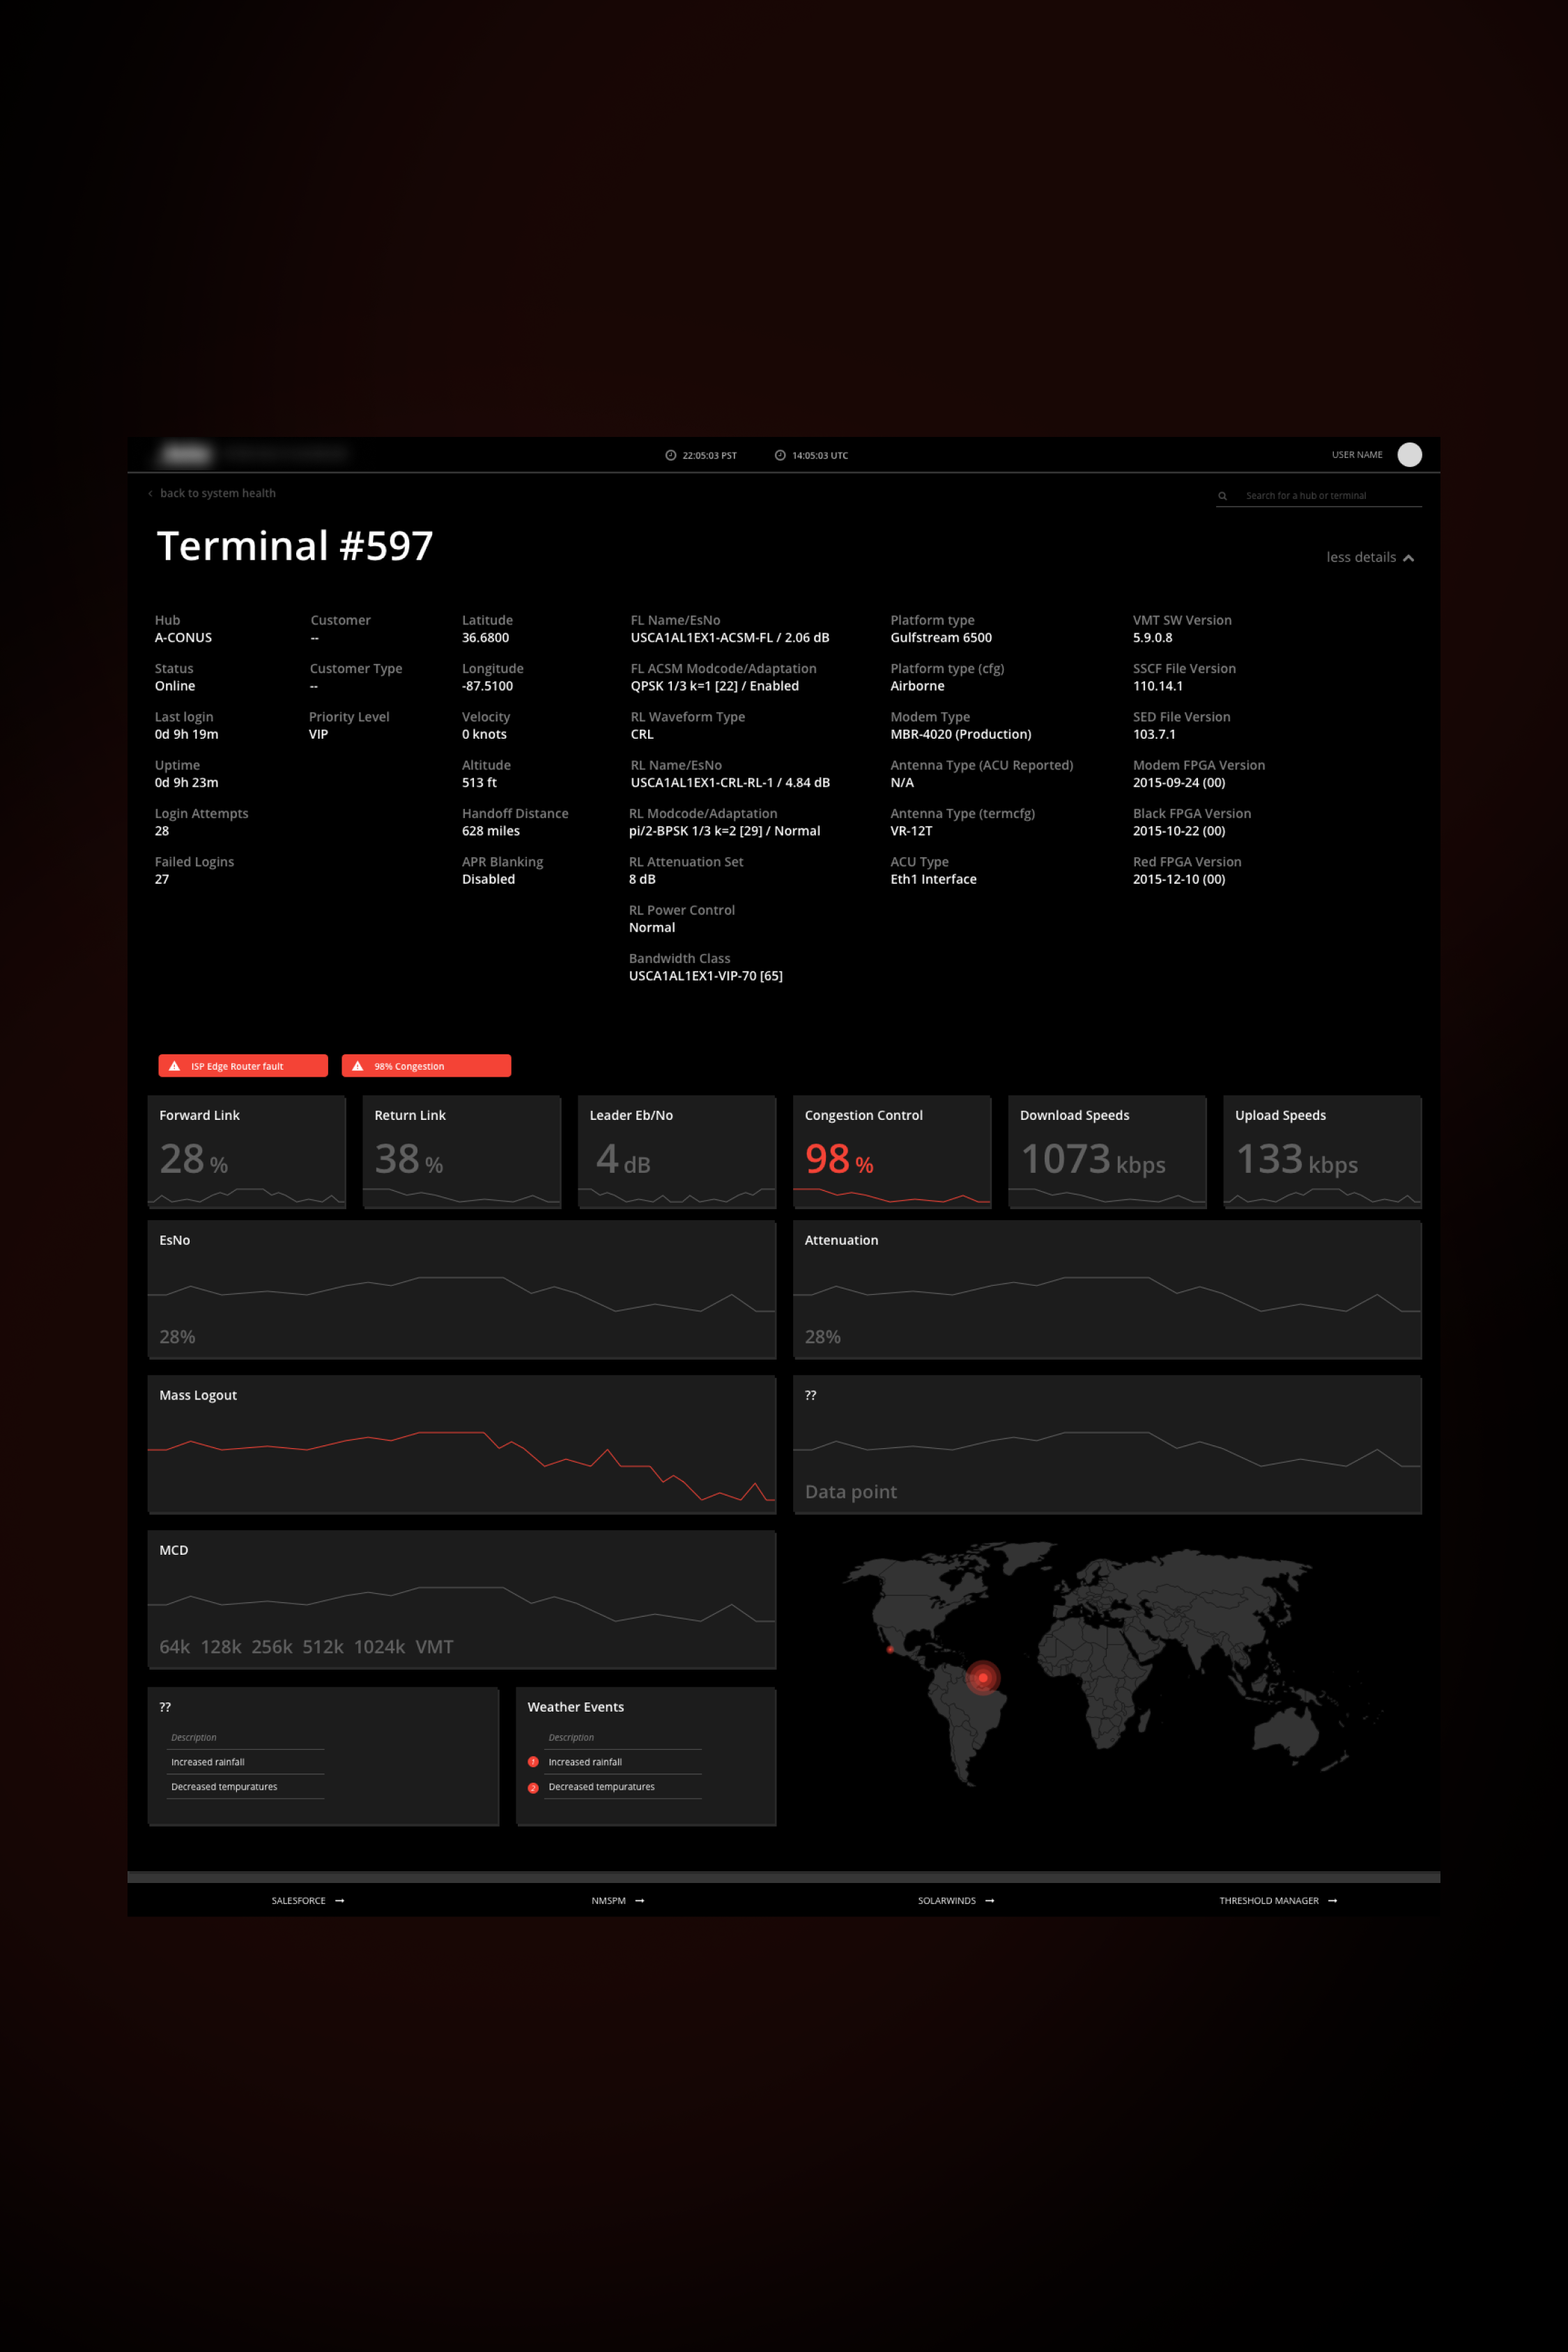 22:05:03 PST
14:05:03 UTC
USER NAME
back to system health
Search for a hub or terminal
Terminal #597
less details
Hub
A-CONUS
Status
Online
Last login
0d 9h 19m
Uptime
0d 9h 23m
Login Attempts
28
Failed Logins
27
Customer
--
Customer Type
--
Priority Level
VIP
Latitude
36.6800
Longitude
-87.5100
Velocity
0 knots
Altitude
513 ft
Handoff Distance
628 miles
APR Blanking
Disabled
FL Name/EsNo
USCA1AL1EX1-ACSM-FL / 2.06 dB
FL ACSM Modcode/Adaptation
QPSK 1/3 k=1 [22] / Enabled
RL Waveform Type
CRL
RL Name/EsNo
USCA1AL1EX1-CRL-RL-1 / 4.84 dB
RL Modcode/Adaptation
pi/2-BPSK 1/3 k=2 [29] / Normal
RL Attenuation Set
8 dB
RL Power Control
Normal
Bandwidth Class
USCA1AL1EX1-VIP-70 [65]
Platform type
Gulfstream 6500
Platform type (cfg)
Airborne
Modem Type
MBR-4020 (Production)
Antenna Type (ACU Reported)
N/A
Antenna Type (termcfg)
VR-12T
ACU Type
Eth1 Interface
VMT SW Version
5.9.0.8
SSCF File Version
110.14.1
SED File Version
103.7.1
Modem FPGA Version
2015-09-24 (00)
Black FPGA Version
2015-10-22 (00)
Red FPGA Version
2015-12-10 (00)
ISP Edge Router fault
98% Congestion
Forward Link
28 %
Return Link
38 %
Leader Eb/No
4 dB
Congestion Control
98 %
Download Speeds
1073 kbps
Upload Speeds
133 kbps
EsNo
28%
Attenuation
28%
Mass Logout
??
Data point
MCD
64k 128k 256k 512k 1024k VMT
??
Description
Increased rainfall
Decreased tempuratures
Weather Events
Description
1 Increased rainfall
2 Decreased tempuratures
SALESFORCE
NMSPM
SOLARWINDS
THRESHOLD MANAGER